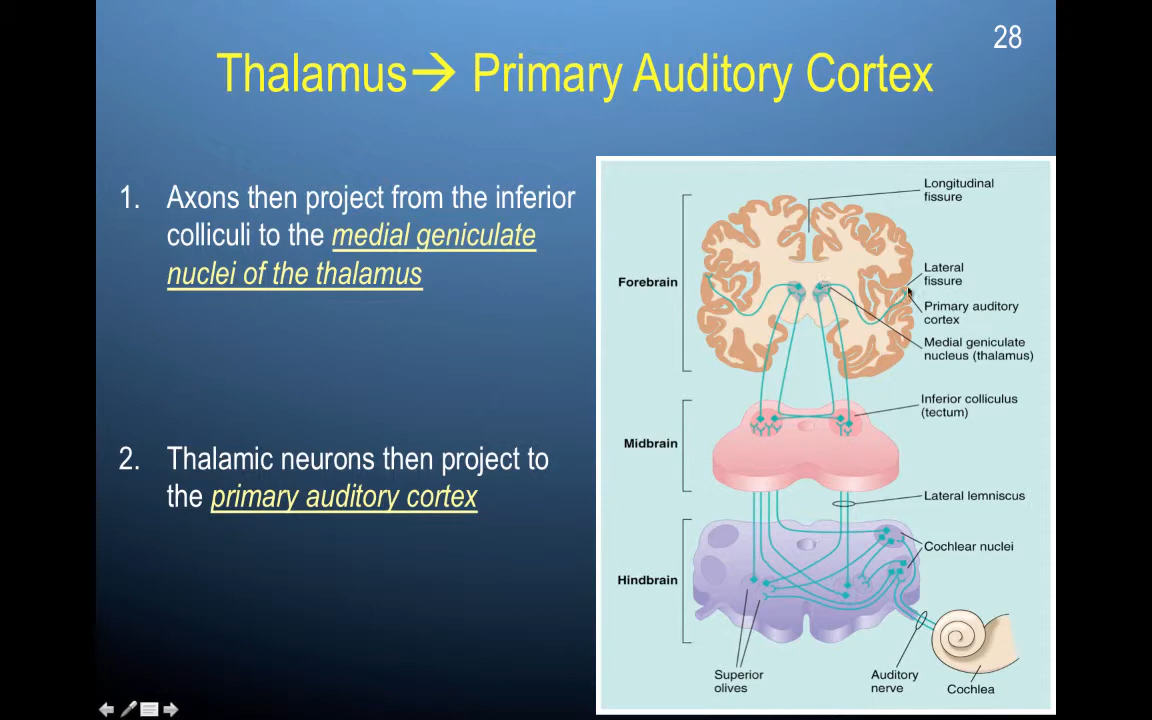 28
Thalamus→ Primary Auditory Cortex
1. Axons then project from the inferior
colliculi to the medial geniculate
nuclei of the thalamus
2. Thalamic neurons then project to
the primary auditory cortex
Longitudinal
fissure
Forebrain
Lateral
fissure
Primary auditory
cortex
Medial geniculate
nucleus (thalamus)
Inferior colliculus
(tectum)
Midbrain
Lateral lemniscus
Cochlear nuclei
Hindbrain
Superior
olives
Auditory
nerve
Cochlea